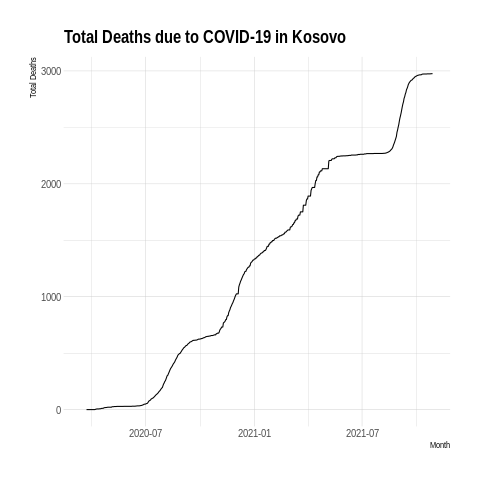 Total Deaths due to COVID-19 in Kosovo
Total Deaths
3000
2000
1000
0
2020-07 2021-01 2021-07
Month